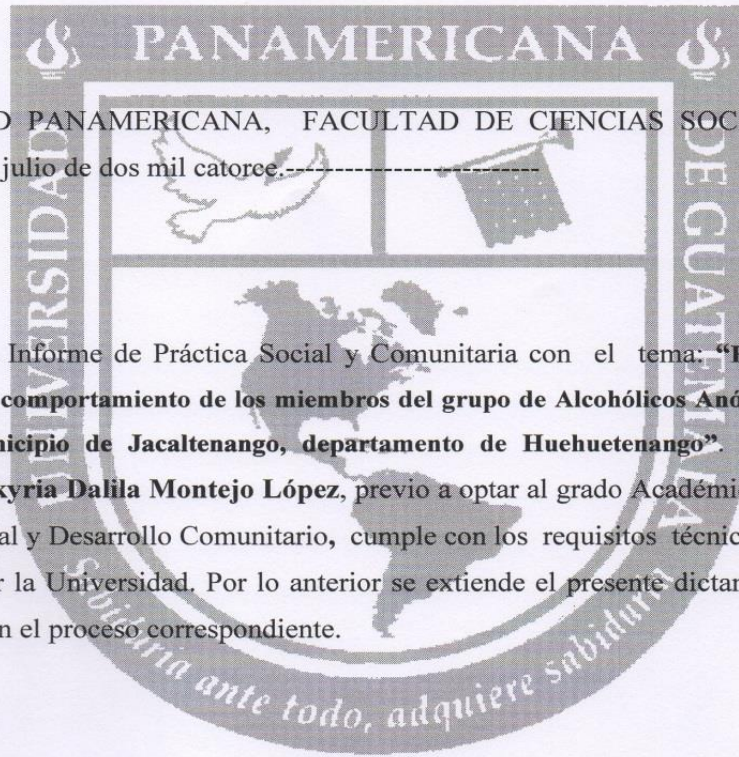 PANAMERICANA
UNIVERSIDAD
DE GUATEMALA
Sabiduría ante todo, adquiere sabiduría
D PANAMERICANA, FACULTAD DE CIENCIAS SOC
julio de dos mil catorce.--------------------------
Informe de Práctica Social y Comunitaria con el tema: “P
comportamiento de los miembros del grupo de Alcohólicos Anó
nicipio de Jacaltenango, departamento de Huehuetenango”.
kyria Dalila Montejo López, previo a optar al grado Académi
al y Desarrollo Comunitario, cumple con los requisitos técnic
r la Universidad. Por lo anterior se extiende el presente dictar
n el proceso correspondiente.